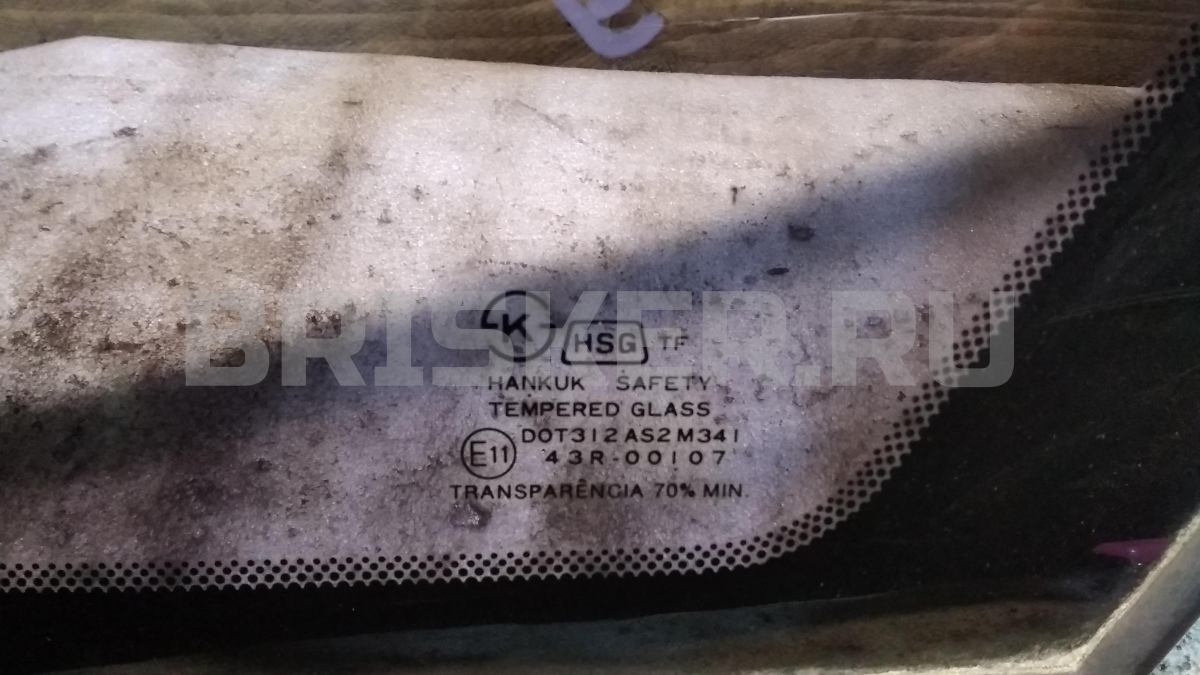 K HSG TF
BRISKER.RU
HANKUK SAFETY
TEMPERED GLASS
DOT312 AS2 M341
E11 43R-00107
TRANSPARÊNCIA 70% MIN.